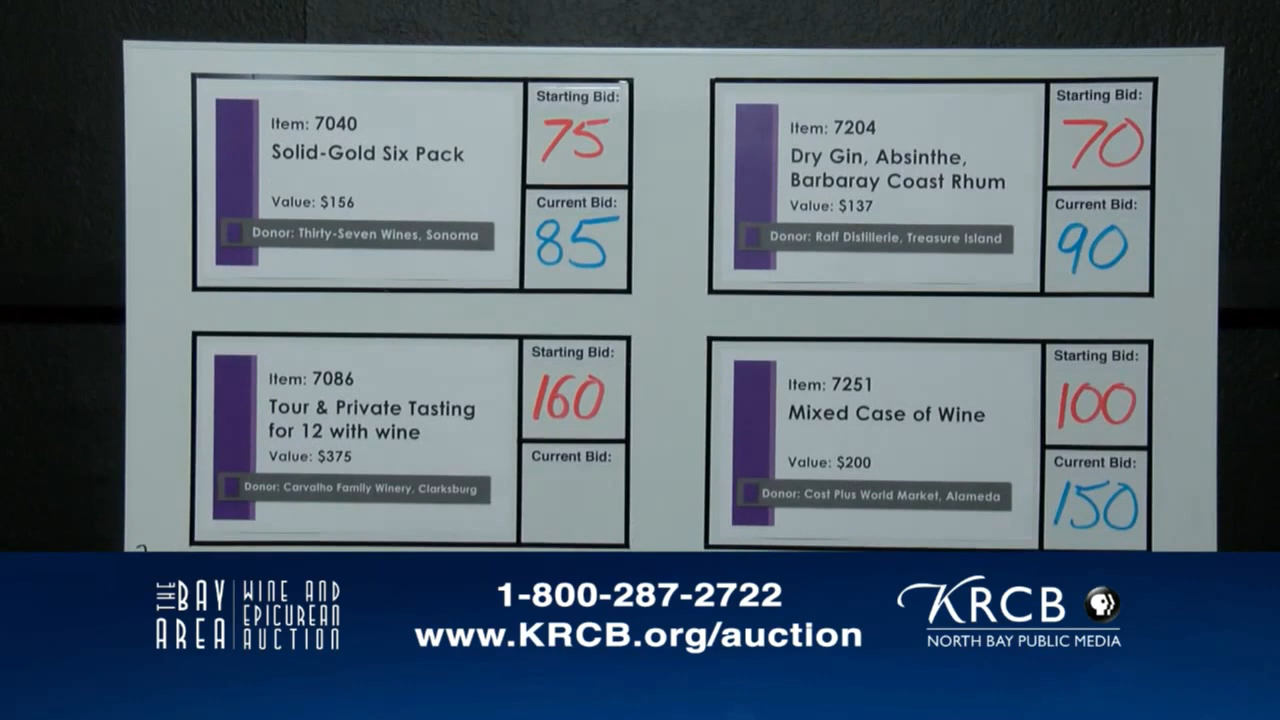 Item: 7040
Solid-Gold Six Pack
Value: $156
Donor: Thirty-Seven Wines, Sonoma
Starting Bid:
75
Current Bid:
85
Item: 7204
Dry Gin, Absinthe,
Barbaray Coast Rhum
Value: $137
Donor: Raff Distillerie, Treasure Island
Starting Bid:
70
Current Bid:
90
Item: 7086
Tour & Private Tasting
for 12 with wine
Value: $375
Donor: Carvalho Family Winery, Clarksburg
Starting Bid:
160
Current Bid:
Item: 7251
Mixed Case of Wine
Value: $200
Donor: Cost Plus World Market, Alameda
Starting Bid:
100
Current Bid:
150
THE BAY AREA
WINE AND
EPICUREAN
AUCTION
1-800-287-2722
www.KRCB.org/auction
KRCB
NORTH BAY PUBLIC MEDIA